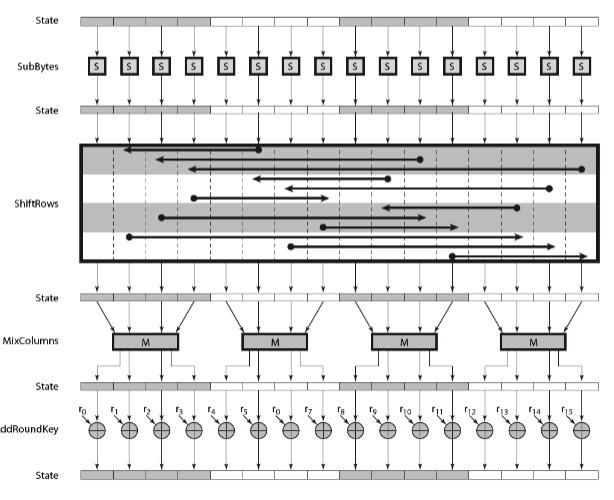 State
SubBytes
S S S S S S S S S S S S S S S S
State
ShiftRows
State
MixColumns
M M M M
State
r0 r1 r2 r3 r4 r5 r0 r7 r8 r9 r10 r11 r12 r13 r14 r15
ddRoundKey
State